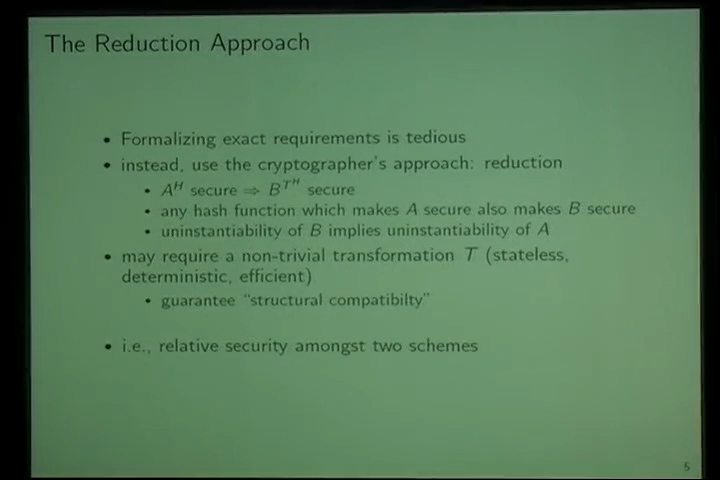 The Reduction Approach
• Formalizing exact requirements is tedious
• instead, use the cryptographer's approach: reduction
• A^H secure ⇒ B^{T^H} secure
• any hash function which makes A secure also makes B secure
• uninstantiability of B implies uninstantiability of A
• may require a non-trivial transformation T (stateless,
deterministic, efficient)
• guarantee "structural compatibilty"
• i.e., relative security amongst two schemes
5